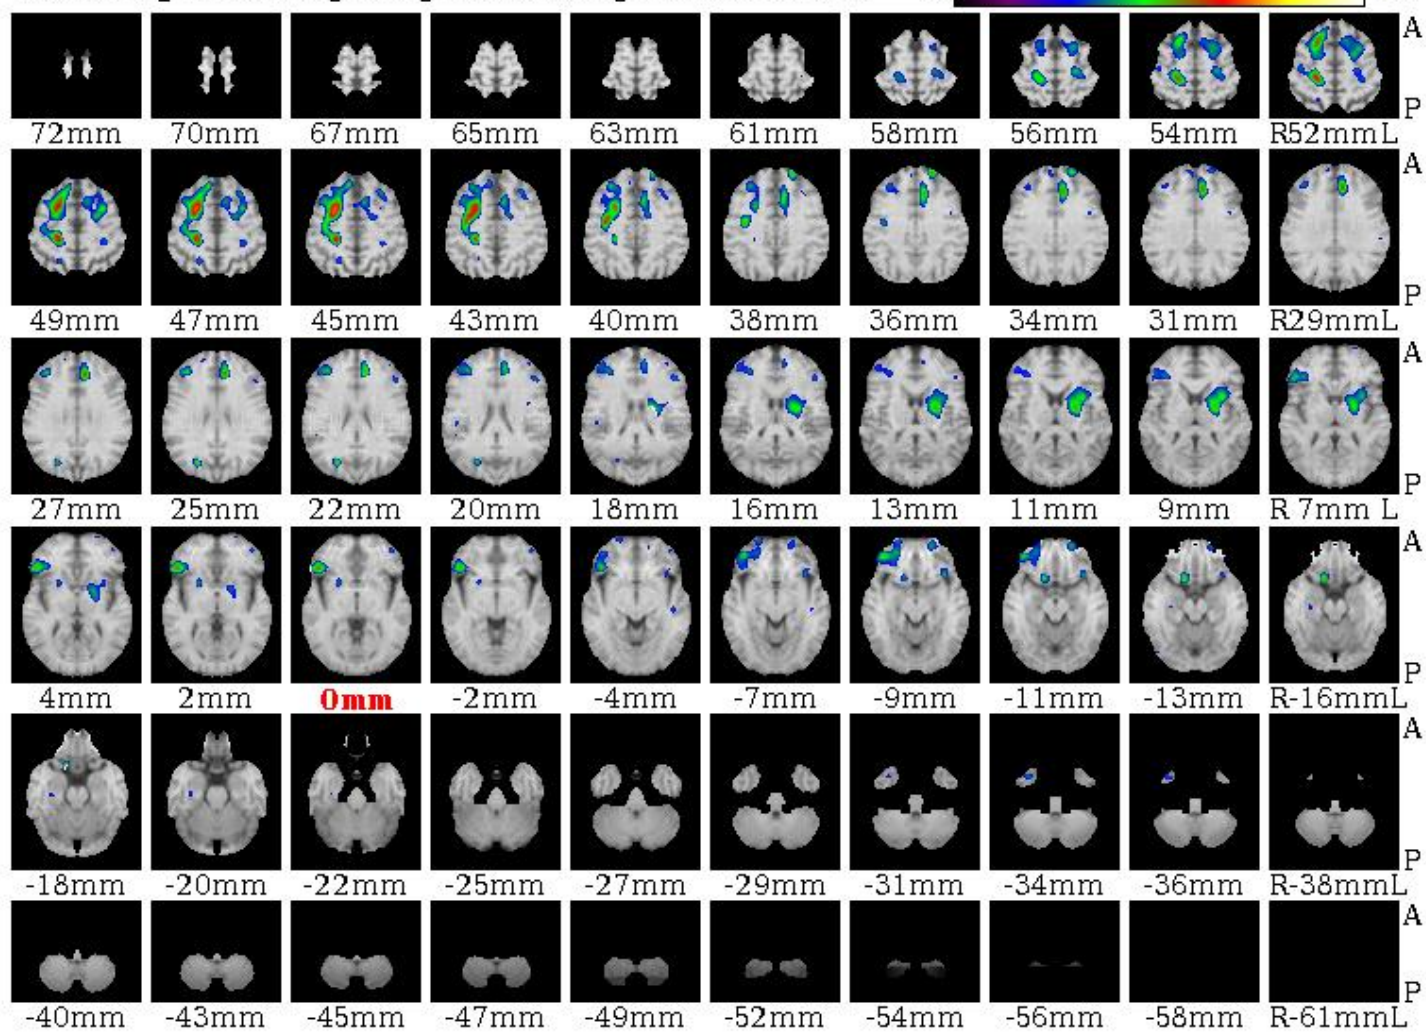 A
P
72mm 70mm 67mm 65mm 63mm 61mm 58mm 56mm 54mm R52mmL
A
P
49mm 47mm 45mm 43mm 40mm 38mm 36mm 34mm 31mm R29mmL
A
P
27mm 25mm 22mm 20mm 18mm 16mm 13mm 11mm 9mm R 7mm L
A
P
4mm 2mm 0mm -2mm -4mm -7mm -9mm -11mm -13mm R-16mmL
A
P
-18mm -20mm -22mm -25mm -27mm -29mm -31mm -34mm -36mm R-38mmL
A
P
-40mm -43mm -45mm -47mm -49mm -52mm -54mm -56mm -58mm R-61mmL